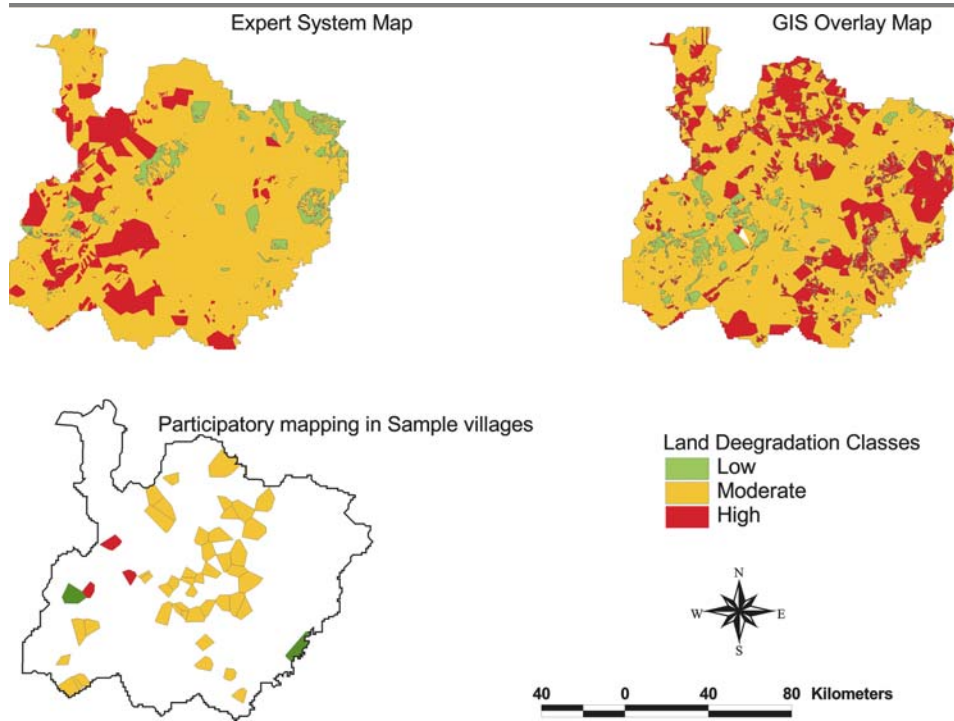 Expert System Map
GIS Overlay Map
Participatory mapping in Sample villages
Land Deegradation Classes
Low
Moderate
High
N
W E
S
40 0 40 80 Kilometers